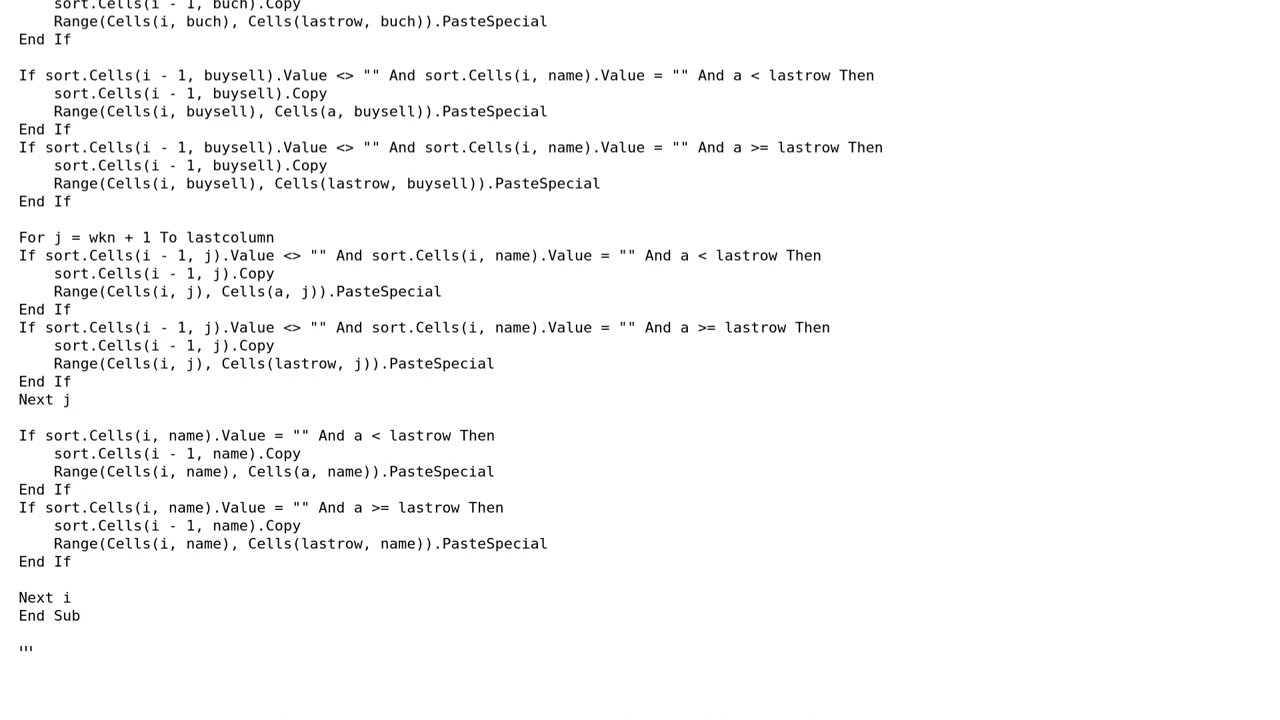 sort.Cells(i - 1, buch).Copy
Range(Cells(i, buch), Cells(lastrow, buch)).PasteSpecial
End If
If sort.Cells(i - 1, buysell).Value <> "" And sort.Cells(i, name).Value = "" And a < lastrow Then
sort.Cells(i - 1, buysell).Copy
Range(Cells(i, buysell), Cells(a, buysell)).PasteSpecial
End If
If sort.Cells(i - 1, buysell).Value <> "" And sort.Cells(i, name).Value = "" And a >= lastrow Then
sort.Cells(i - 1, buysell).Copy
Range(Cells(i, buysell), Cells(lastrow, buysell)).PasteSpecial
End If
For j = wkn + 1 To lastcolumn
If sort.Cells(i - 1, j).Value <> "" And sort.Cells(i, name).Value = "" And a < lastrow Then
sort.Cells(i - 1, j).Copy
Range(Cells(i, j), Cells(a, j)).PasteSpecial
End If
If sort.Cells(i - 1, j).Value <> "" And sort.Cells(i, name).Value = "" And a >= lastrow Then
sort.Cells(i - 1, j).Copy
Range(Cells(i, j), Cells(lastrow, j)).PasteSpecial
End If
Next j
If sort.Cells(i, name).Value = "" And a < lastrow Then
sort.Cells(i - 1, name).Copy
Range(Cells(i, name), Cells(a, name)).PasteSpecial
End If
If sort.Cells(i, name).Value = "" And a >= lastrow Then
sort.Cells(i - 1, name).Copy
Range(Cells(i, name), Cells(lastrow, name)).PasteSpecial
End If
Next i
End Sub
'''